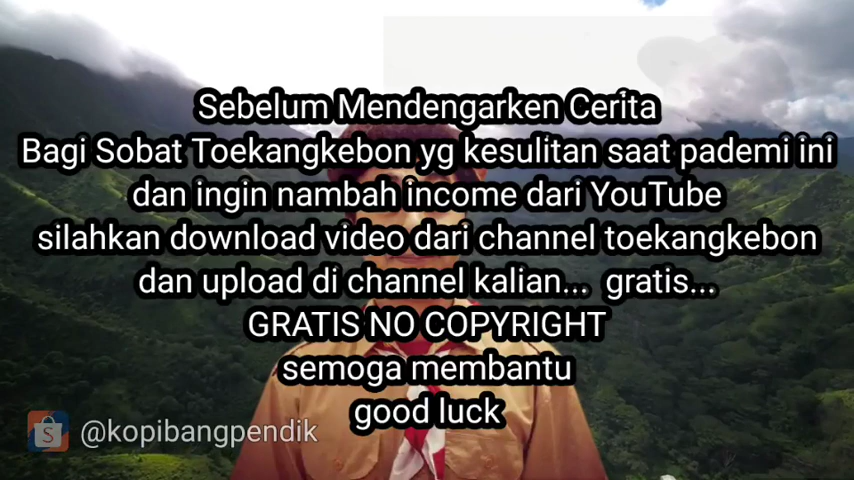 Sebelum Mendengarken Cerita
Bagi Sobat Toekangkebon yg kesulitan saat pademi ini
dan ingin nambah income dari YouTube
silahkan download video dari channel toekangkebon
dan upload di channel kalian... gratis...
GRATIS NO COPYRIGHT
semoga membantu
good luck
S @kopibangpendik